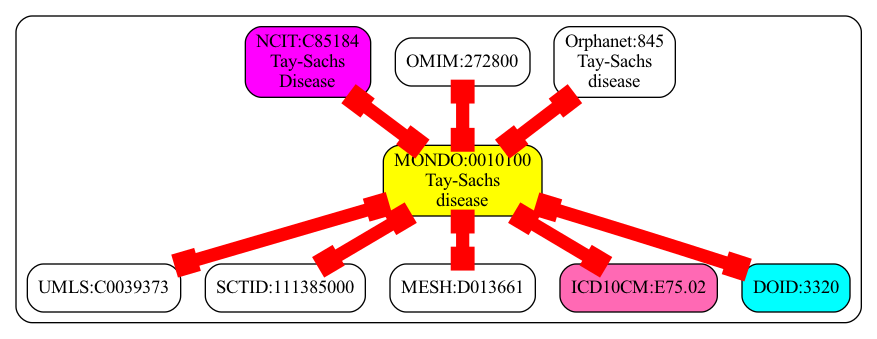 NCIT:C85184
Tay-Sachs
Disease
OMIM:272800
Orphanet:845
Tay-Sachs
disease
MONDO:0010100
Tay-Sachs
disease
UMLS:C0039373
SCTID:111385000
MESH:D013661
ICD10CM:E75.02
DOID:3320